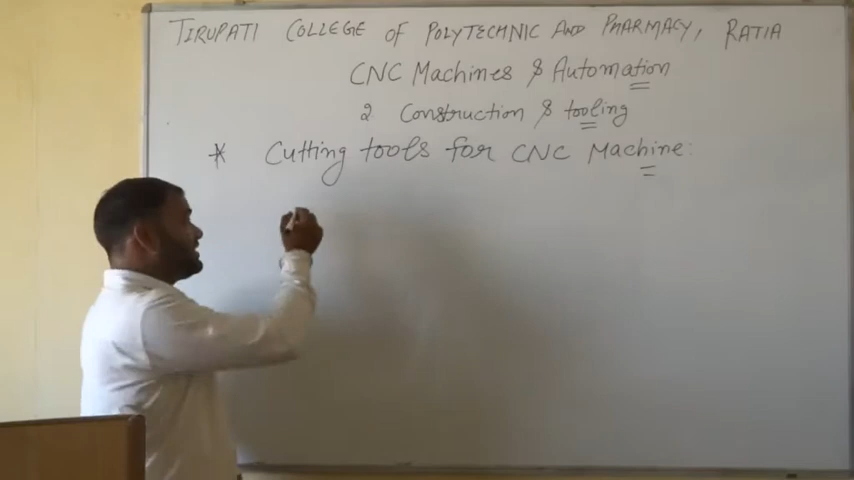 TIRUPATI COLLEGE OF POLYTECHNIC AND PHARMACY, RATIA
CNC Machines & Automation
2 Construction & tooling
* Cutting tools for CNC Machine: